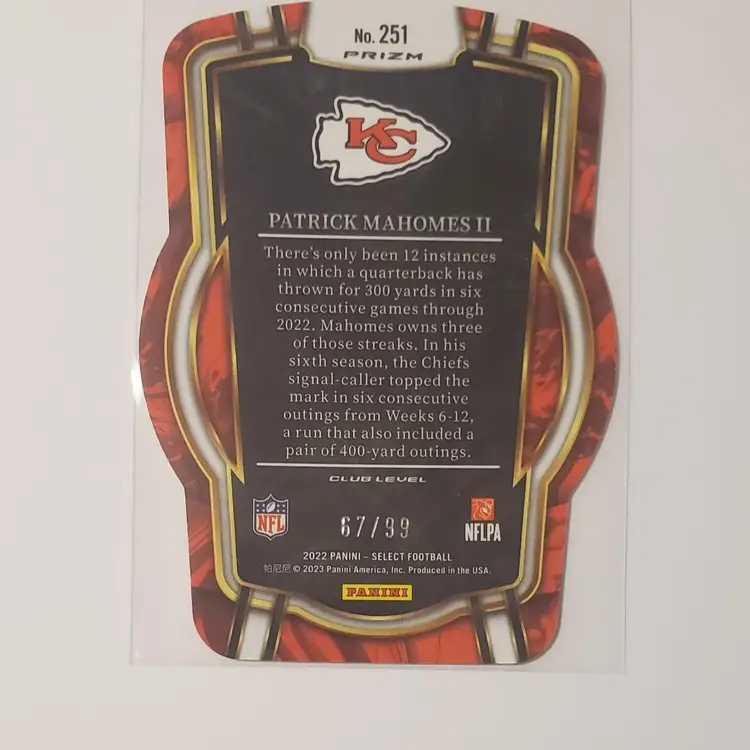 No. 251
PRIZM
KC
PATRICK MAHOMES II
There's only been 12 instances
in which a quarterback has
thrown for 300 yards in six
consecutive games through
2022. Mahomes owns three
of those streaks. In his
sixth season, the Chiefs
signal-caller topped the
mark in six consecutive
outings from Weeks 6-12,
a run that also included a
pair of 400-yard outings.
CLUB LEVEL
NFL
67/99
NFLPA
2022 PANINI – SELECT FOOTBALL
帕尼尼 © 2023 Panini America, Inc. Produced in the USA.
PANINI